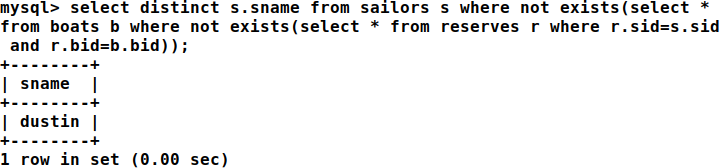 mysql> select distinct s.sname from sailors s where not exists(select *
from boats b where not exists(select * from reserves r where r.sid=s.sid
 and r.bid=b.bid));
+--------+
| sname  |
+--------+
| dustin |
+--------+
1 row in set (0.00 sec)